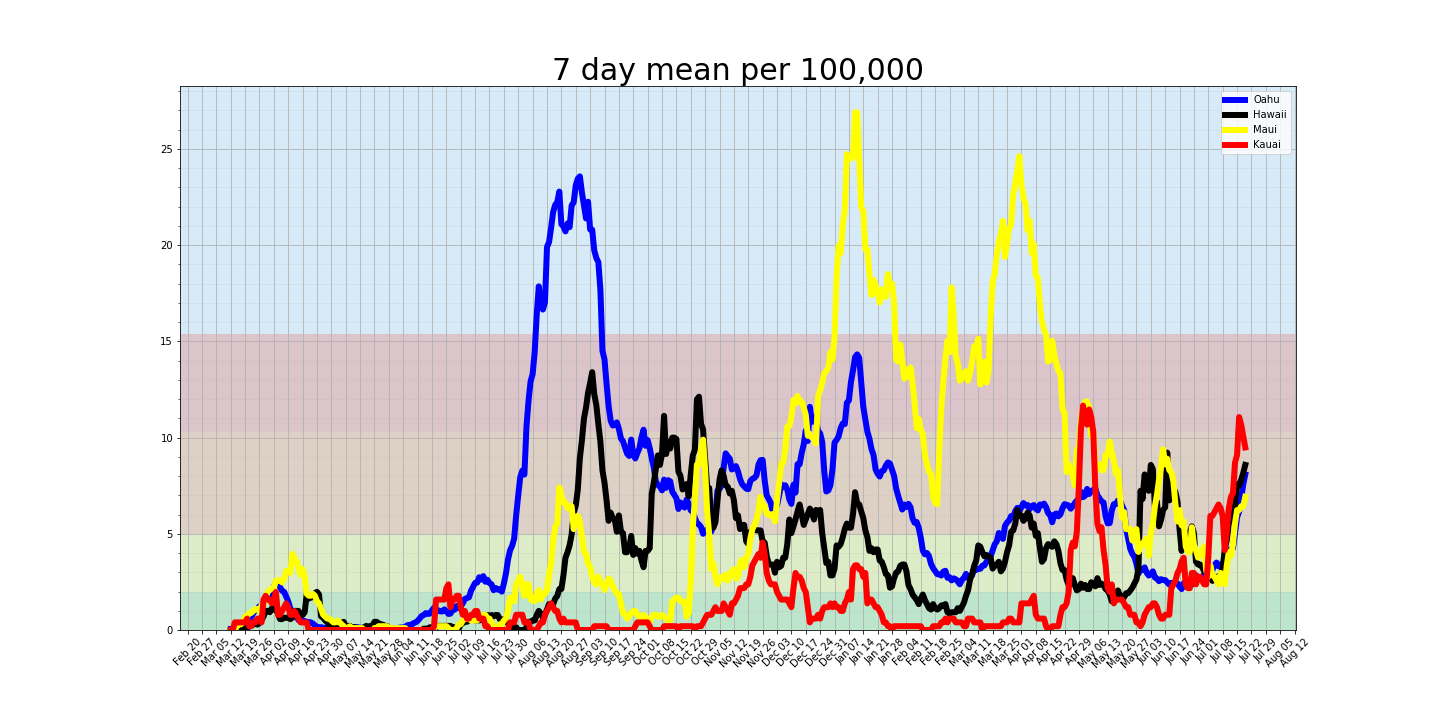 7 day mean per 100,000
Oahu
Hawaii
Maui
Kauai
25
20
15
10
5
0
Feb 20
Feb 27
Mar 05
Mar 12
Mar 19
Mar 26
Apr 02
Apr 09
Apr 16
Apr 23
Apr 30
May 07
May 14
May 21
May 28
Jun 04
Jun 11
Jun 18
Jun 25
Jul 02
Jul 09
Jul 16
Jul 23
Jul 30
Aug 06
Aug 13
Aug 20
Aug 27
Sep 03
Sep 10
Sep 17
Sep 24
Oct 01
Oct 08
Oct 15
Oct 22
Oct 29
Nov 05
Nov 12
Nov 19
Nov 26
Dec 03
Dec 10
Dec 17
Dec 24
Dec 31
Jan 07
Jan 14
Jan 21
Jan 28
Feb 04
Feb 11
Feb 18
Feb 25
Mar 04
Mar 11
Mar 18
Mar 25
Apr 01
Apr 08
Apr 15
Apr 22
Apr 29
May 06
May 13
May 20
May 27
Jun 03
Jun 10
Jun 17
Jun 24
Jul 01
Jul 08
Jul 15
Jul 22
Jul 29
Aug 05
Aug 12